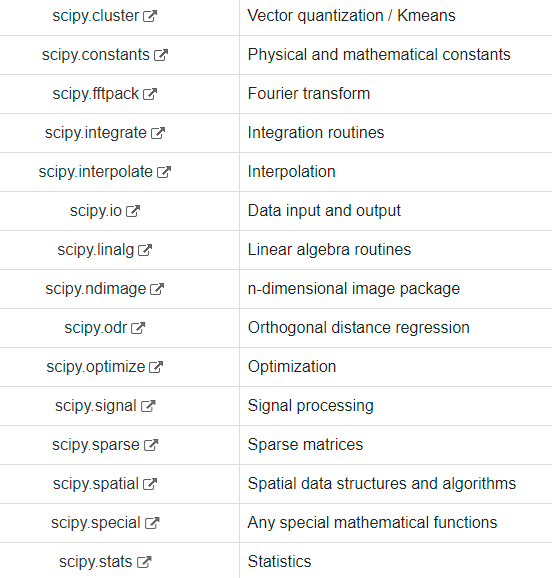 scipy.cluster Vector quantization / Kmeans
scipy.constants Physical and mathematical constants
scipy.fftpack Fourier transform
scipy.integrate Integration routines
scipy.interpolate Interpolation
scipy.io Data input and output
scipy.linalg Linear algebra routines
scipy.ndimage n-dimensional image package
scipy.odr Orthogonal distance regression
scipy.optimize Optimization
scipy.signal Signal processing
scipy.sparse Sparse matrices
scipy.spatial Spatial data structures and algorithms
scipy.special Any special mathematical functions
scipy.stats Statistics